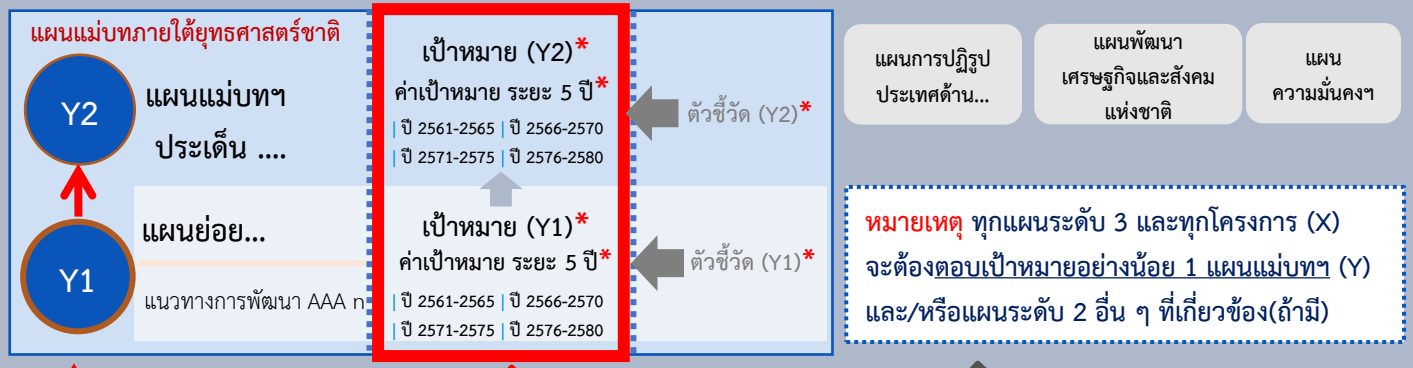 แผนแม่บทภายใต้ยุทธศาสตร์ชาติ
Y2
แผนแม่บทฯ
ประเด็น ....
เป้าหมาย (Y2)*
ค่าเป้าหมาย ระยะ 5 ปี*
| ปี 2561-2565 | ปี 2566-2570
| ปี 2571-2575 | ปี 2576-2580
ตัวชี้วัด (Y2)*
Y1
แผนย่อย...
แนวทางการพัฒนา AAA n
เป้าหมาย (Y1)*
ค่าเป้าหมาย ระยะ 5 ปี*
| ปี 2561-2565 | ปี 2566-2570
| ปี 2571-2575 | ปี 2576-2580
ตัวชี้วัด (Y1)*
แผนการปฏิรูป
ประเทศด้าน...
แผนพัฒนา
เศรษฐกิจและสังคม
แห่งชาติ
แผน
ความมั่นคงฯ
หมายเหตุ ทุกแผนระดับ 3 และทุกโครงการ (X)
จะต้องตอบเป้าหมายอย่างน้อย 1 แผนแม่บทฯ (Y)
และ/หรือแผนระดับ 2 อื่น ๆ ที่เกี่ยวข้อง(ถ้ามี)